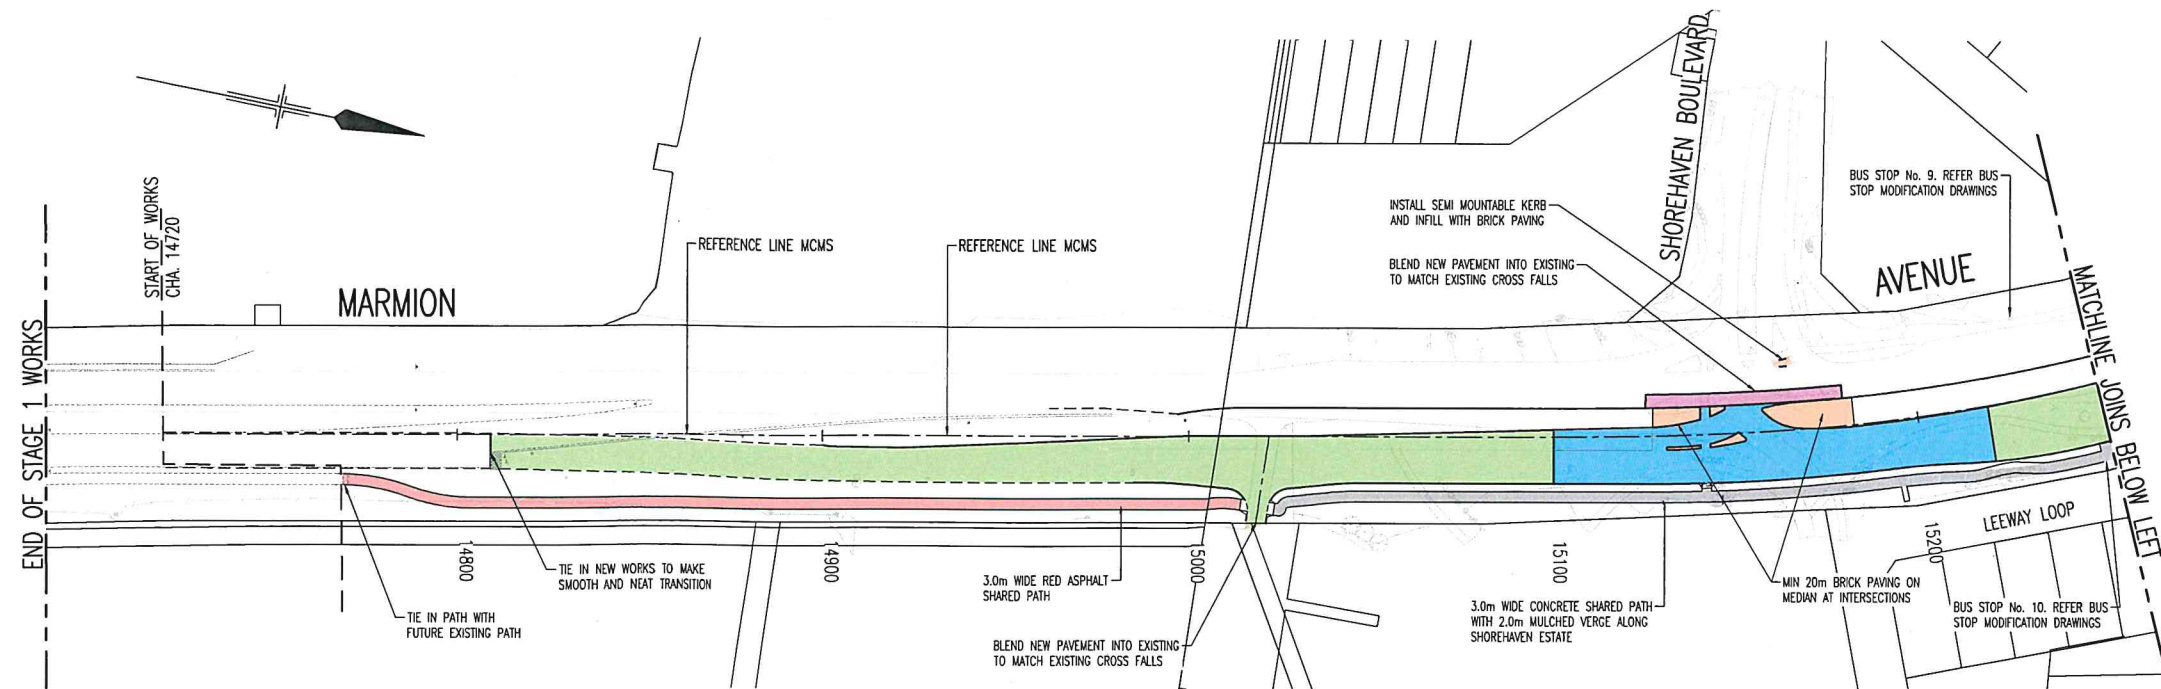 END OF STAGE 1 WORKS
START OF WORKS
CHA. 14720
MARMION
REFERENCE LINE MCMS
REFERENCE LINE MCMS
INSTALL SEMI MOUNTABLE KERB
AND INFILL WITH BRICK PAVING
BLEND NEW PAVEMENT INTO EXISTING
TO MATCH EXISTING CROSS FALLS
SHOREHAVEN BOULEVARD
BUS STOP No. 9. REFER BUS
STOP MODIFICATION DRAWINGS
AVENUE
MATCHLINE JOINS BELOW LEFT
TIE IN PATH WITH
FUTURE EXISTING PATH
4800
TIE IN NEW WORKS TO MAKE
SMOOTH AND NEAT TRANSITION
4900
3.0m WIDE RED ASPHALT
SHARED PATH
5000
BLEND NEW PAVEMENT INTO EXISTING
TO MATCH EXISTING CROSS FALLS
15100
3.0m WIDE CONCRETE SHARED PATH
WITH 2.0m MULCHED VERGE ALONG
SHOREHAVEN ESTATE
MIN 20m BRICK PAVING ON
MEDIAN AT INTERSECTIONS
15200
LEEWAY LOOP
BUS STOP No. 10. REFER BUS
STOP MODIFICATION DRAWINGS